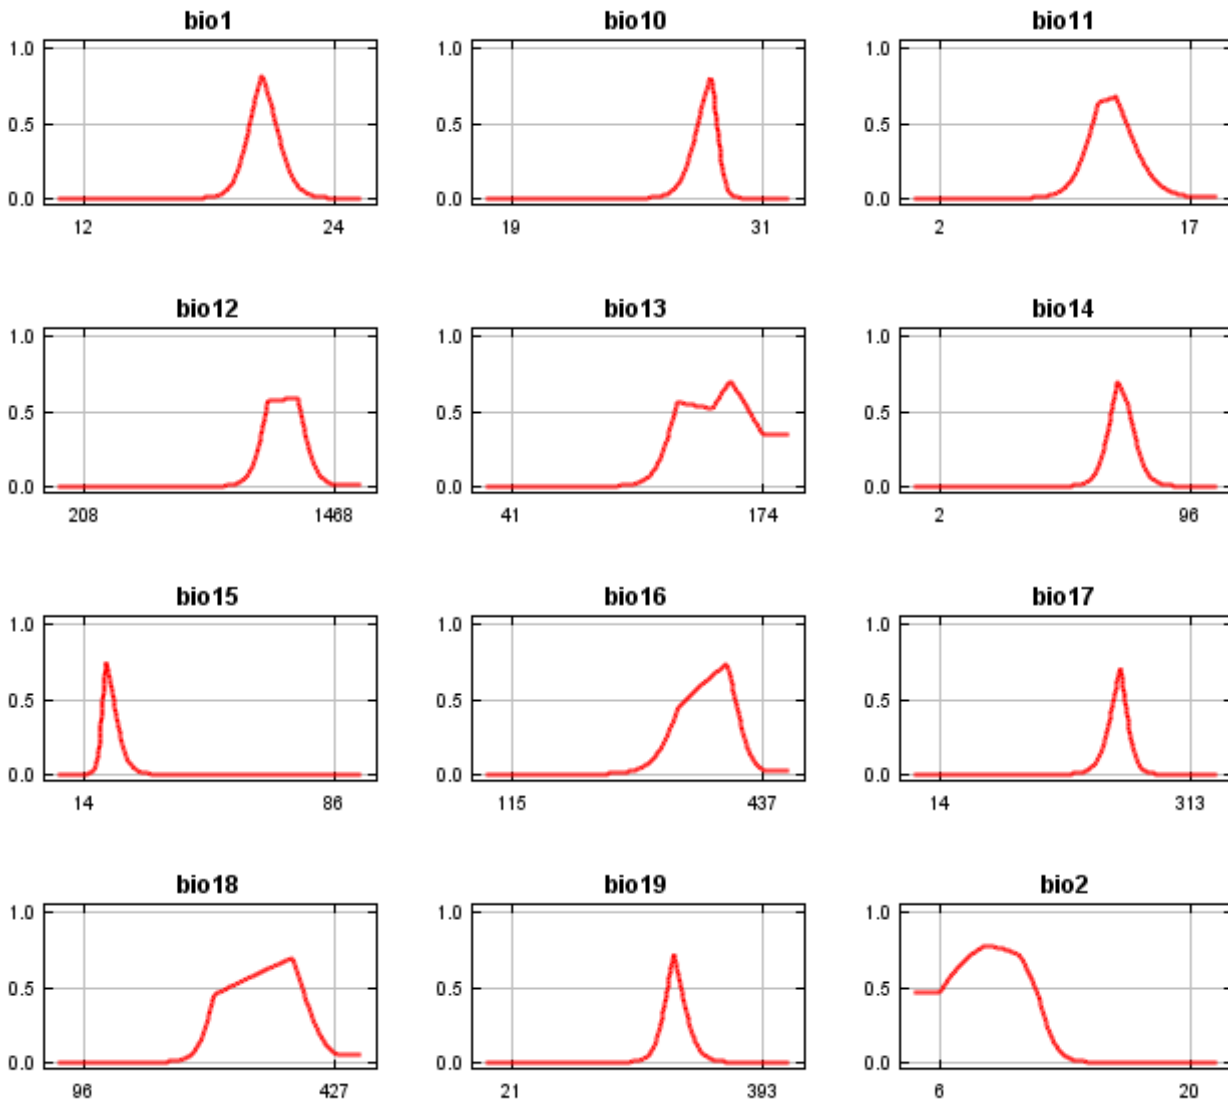 bio1 bio10 bio11
1.0 1.0 1.0
0.5 0.5 0.5
0.0 0.0 0.0
12 24 19 31 2 17
bio12 bio13 bio14
1.0 1.0 1.0
0.5 0.5 0.5
0.0 0.0 0.0
208 1468 41 174 2 96
bio15 bio16 bio17
1.0 1.0 1.0
0.5 0.5 0.5
0.0 0.0 0.0
14 86 115 437 14 313
bio18 bio19 bio2
1.0 1.0 1.0
0.5 0.5 0.5
0.0 0.0 0.0
96 427 21 393 6 20